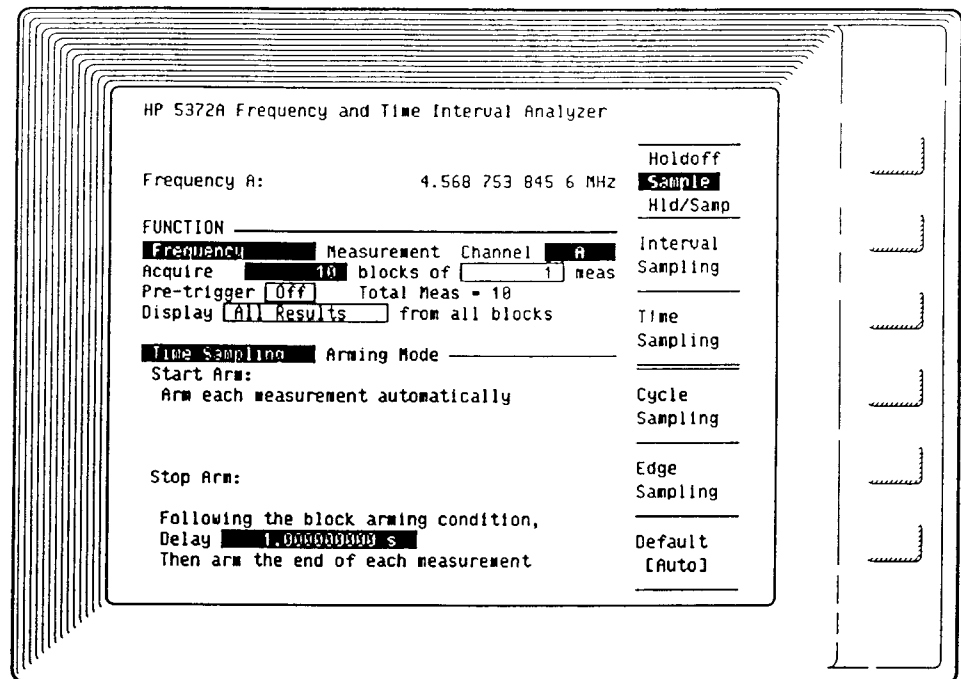 HP 5372A Frequency and Time Interval Analyzer
Frequency A: 4.568 753 845 6 MHz
FUNCTION
Frequency Measurement Channel A
Acquire 10 blocks of 1 meas
Pre-trigger Off Total Meas = 10
Display All Results from all blocks
Time Sampling Arming Mode
Start Arm:
Arm each measurement automatically
Stop Arm:
Following the block arming condition,
Delay 1.000000000 s
Then arm the end of each measurement
Holdoff
Sample
Hld/Samp
Interval
Sampling
Time
Sampling
Cycle
Sampling
Edge
Sampling
Default
[Auto]